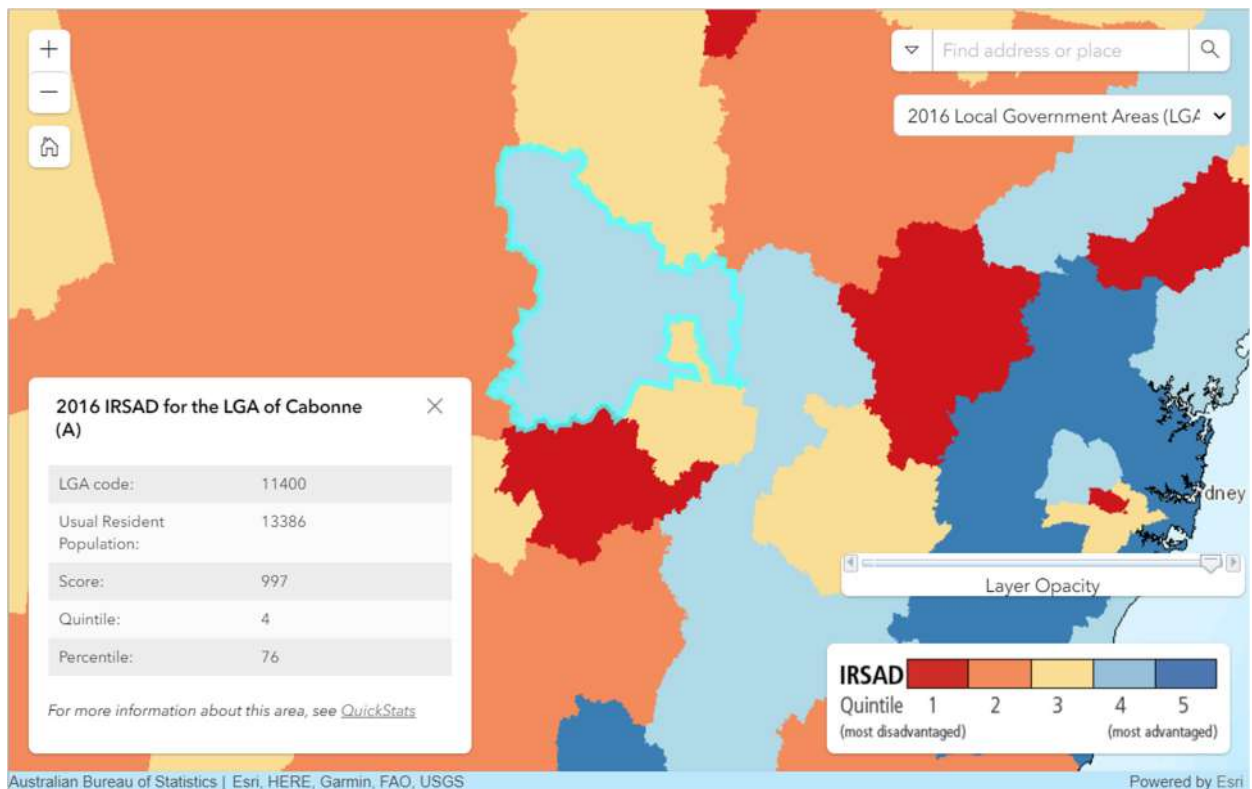 +
−
Find address or place
2016 Local Government Areas (LGA
2016 IRSAD for the LGA of Cabonne
(A)
LGA code: 11400
Usual Resident
Population: 13386
Score: 997
Quintile: 4
Percentile: 76
For more information about this area, see QuickStats
dney
Layer Opacity
IRSAD
Quintile 1 2 3 4 5
(most disadvantaged) (most advantaged)
Australian Bureau of Statistics | Esri, HERE, Garmin, FAO, USGS
Powered by Esri